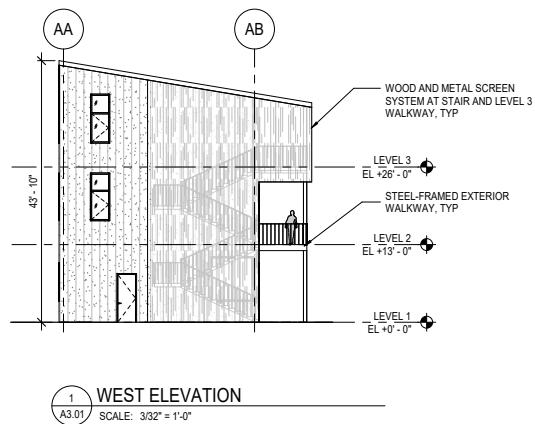 AA
AB
WOOD AND METAL SCREEN
SYSTEM AT STAIR AND LEVEL 3
WALKWAY, TYP
LEVEL 3
EL +26' - 0"
43' - 10"
STEEL-FRAMED EXTERIOR
WALKWAY, TYP
LEVEL 2
EL +13' - 0"
LEVEL 1
EL +0' - 0"
1
A3.01
WEST ELEVATION
SCALE: 3/32" = 1'-0"